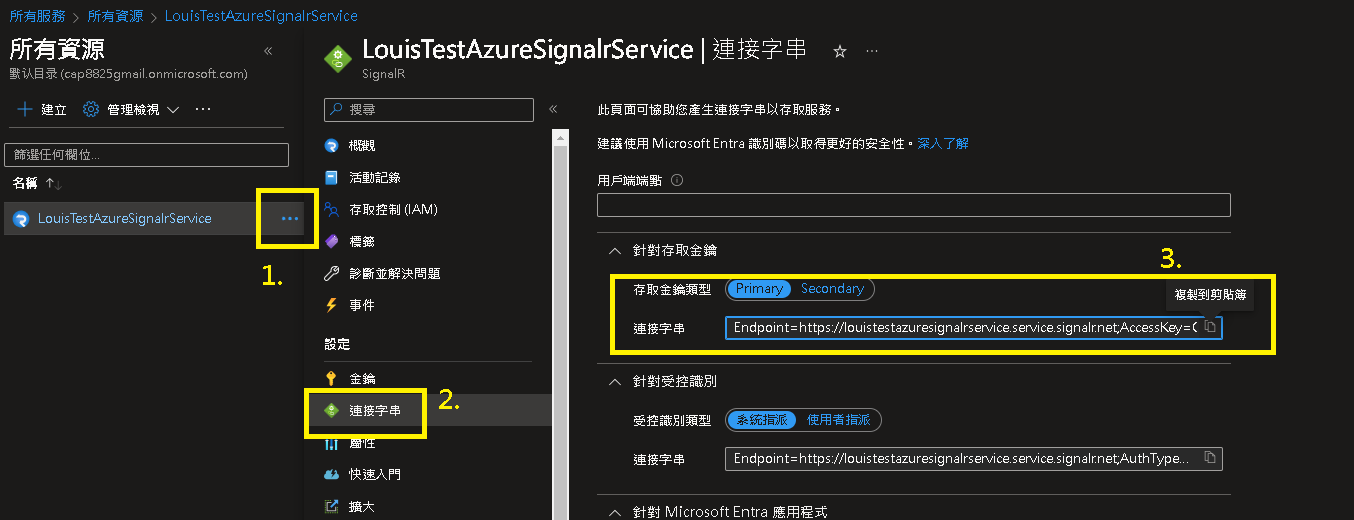 所有服務 > 所有資源 > LouisTestAzureSignalrService
所有資源
默认目录 (cap8825gmail.onmicrosoft.com)
建立 管理檢視
篩選任何欄位...
名稱
LouisTestAzureSignalrService
1.
LouisTestAzureSignalrService | 連接字串
SignalR
搜尋
概觀
活動記錄
存取控制 (IAM)
標籤
診斷並解決問題
事件
設定
金鑰
連接字串
2.
屬性
快速入門
擴大
此頁面可協助您產生連接字串以存取服務。
建議使用 Microsoft Entra 識別碼以取得更好的安全性。深入了解
用戶端端點
針對存取金鑰
3.
存取金鑰類型 Primary Secondary
複製到剪貼簿
連接字串 Endpoint=https://louistestazuresignalrservice.service.signalr.net;AccessKey=
針對受控識別
受控識別類型 系統指派 使用者指派
連接字串 Endpoint=https://louistestazuresignalrservice.service.signalr.net;AuthType...
針對 Microsoft Entra 應用程式